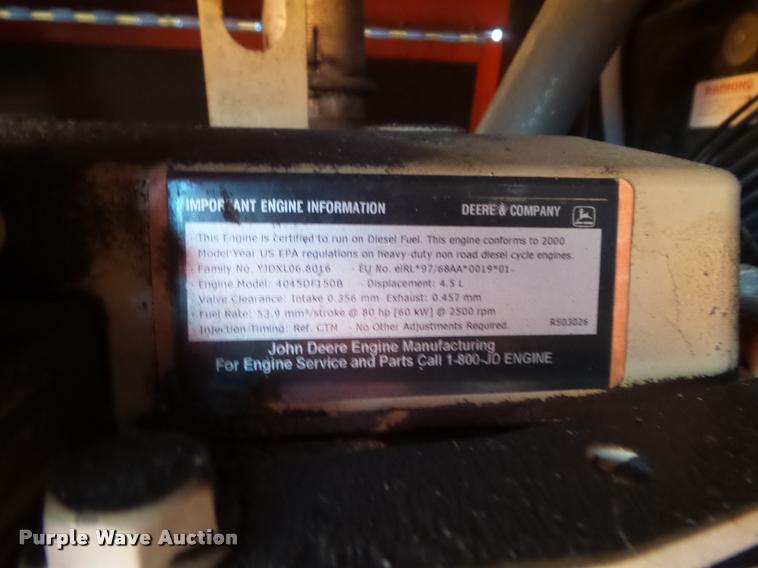 WARNING
IMPORTANT ENGINE INFORMATION DEERE & COMPANY
- This Engine is certified to run on Diesel Fuel. This engine conforms to 2000
Model Year US EPA regulations on heavy-duty non road diesel cycle engines.
- Family No. YJDXL06.8016 - EU No. eIRL*97/68AA*0019*01-
- Engine Model: 4045DF150B - Displacement: 4.5 L
Valve Clearance: Intake 0.356 mm Exhaust: 0.457 mm
- Fuel Rate: 53.9 mm³/stroke @ 80 hp [60 kW] @ 2500 rpm
- Injection Timing: Ref. CTM - No Other Adjustments Required. R503026
John Deere Engine Manufacturing
For Engine Service and Parts Call 1-800-JD ENGINE
Purple Wave Auction